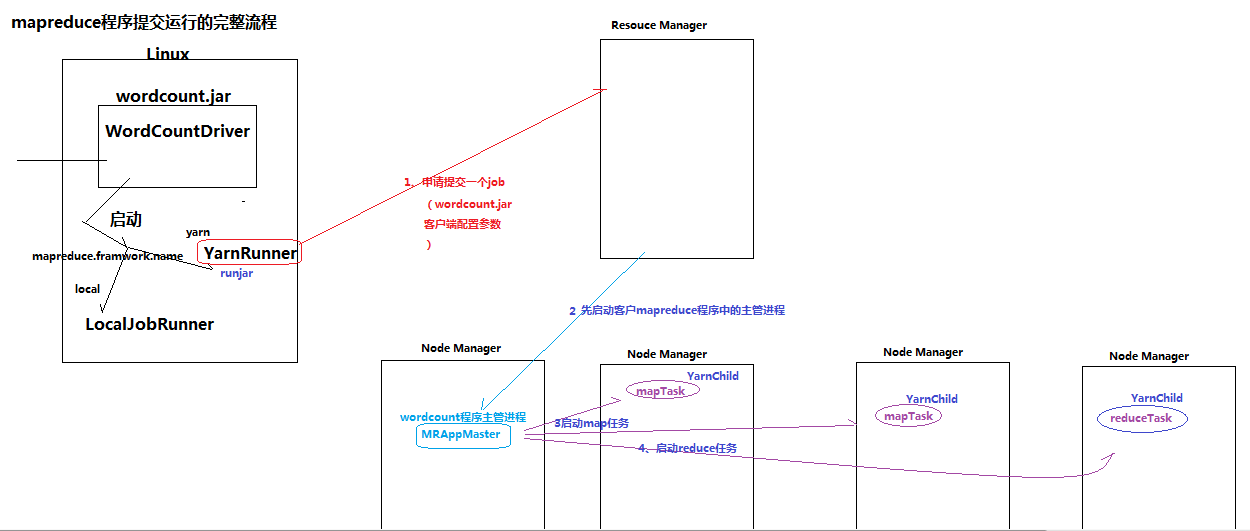 mapreduce程序提交运行的完整流程
Linux
wordcount.jar
WordCountDriver
启动
mapreduce.framwork.name
yarn
YarnRunner
runjar
local
LocalJobRunner
1、申请提交一个job
（wordcount.jar
客户端配置参数
）
Resouce Manager
2 先启动客户mapreduce程序中的主管进程
Node Manager
wordcount程序主管进程
MRAppMaster
Node Manager
YarnChild
mapTask
3启动map任务
4、启动reduce任务
Node Manager
YarnChild
mapTask
Node Manager
YarnChild
reduceTask